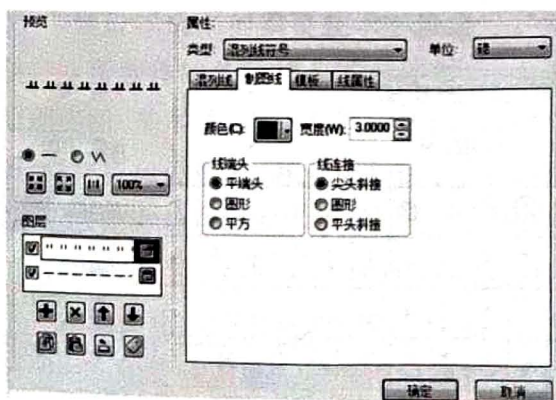 预览
属性:
类型: 混列线符号
单位: 磅
混列线 制图线 模板 线属性
颜色(C): 宽度(W): 3.0000
线端头
平端头
圆形
平方
线连接
尖头斜接
圆形
平头斜接
100%
图层
确定 取消